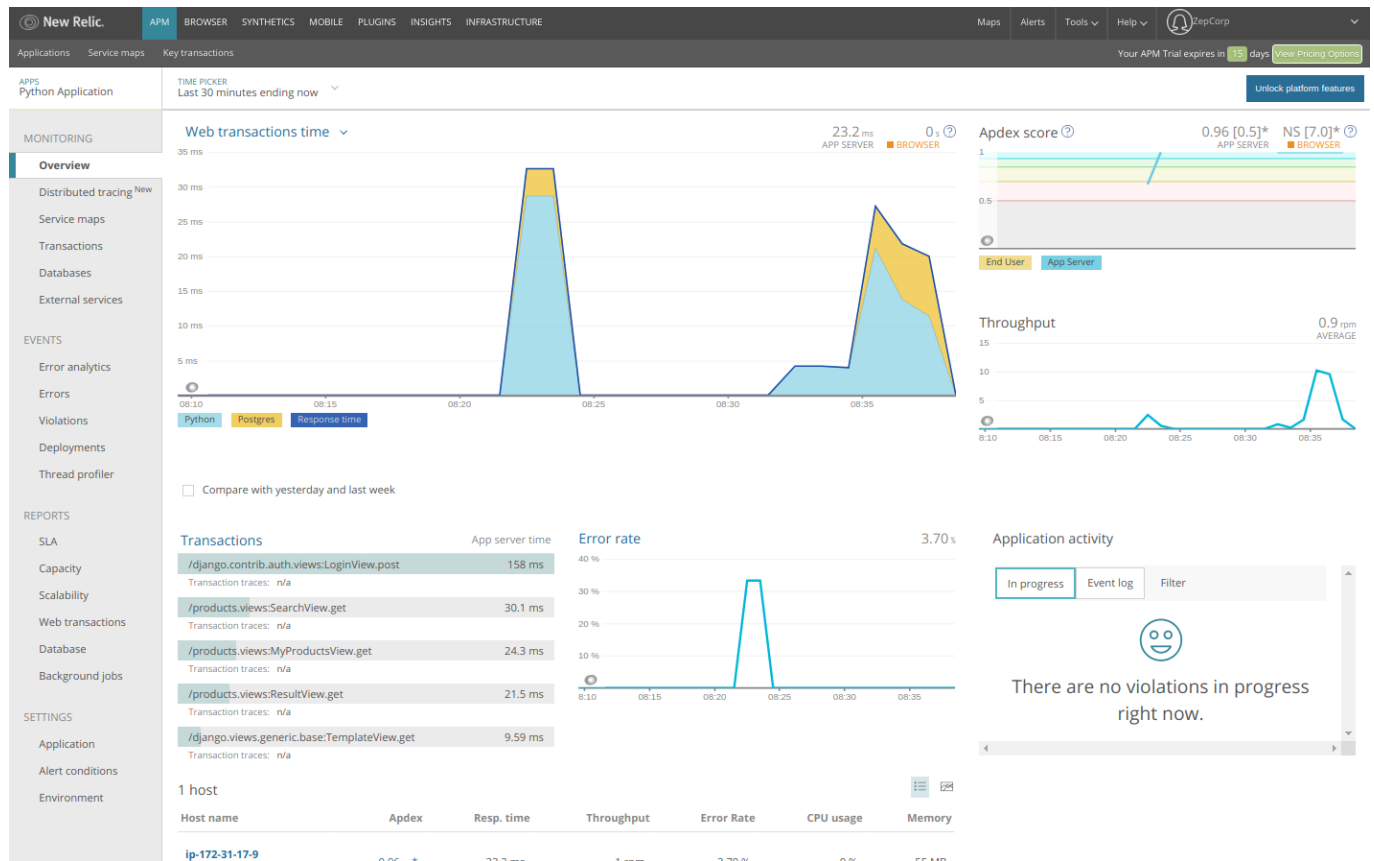 New Relic. APM BROWSER SYNTHETICS MOBILE PLUGINS INSIGHTS INFRASTRUCTURE Maps Alerts Tools Help ZepCorp
Applications Service maps Key transactions Your APM Trial expires in 15 days View Pricing Options
APPS
Python Application
TIME PICKER
Last 30 minutes ending now
Unlock platform features
MONITORING
Overview
Distributed tracing New
Service maps
Transactions
Databases
External services
EVENTS
Error analytics
Errors
Violations
Deployments
Thread profiler
REPORTS
SLA
Capacity
Scalability
Web transactions
Database
Background jobs
SETTINGS
Application
Alert conditions
Environment
Web transactions time 23.2 ms 0 s ?
APP SERVER BROWSER
35 ms
30 ms
25 ms
20 ms
15 ms
10 ms
5 ms
08:10 08:15 08:20 08:25 08:30 08:35
Python Postgres Response time
Compare with yesterday and last week
Apdex score ? 0.96 [0.5]* NS [7.0]* ?
APP SERVER BROWSER
1
0.5
End User App Server
Throughput 0.9 rpm
AVERAGE
15
10
5
8:10 08:15 08:20 08:25 08:30 08:35
Transactions App server time
/django.contrib.auth.views:LoginView.post 158 ms
Transaction traces: n/a
/products.views:SearchView.get 30.1 ms
Transaction traces: n/a
/products.views:MyProductsView.get 24.3 ms
Transaction traces: n/a
/products.views:ResultView.get 21.5 ms
Transaction traces: n/a
/django.views.generic.base:TemplateView.get 9.59 ms
Transaction traces: n/a
Error rate 3.70 %
40 %
30 %
20 %
10 %
8:10 08:15 08:20 08:25 08:30 08:35
Application activity
In progress Event log Filter
There are no violations in progress
right now.
1 host
Host name Apdex Resp. time Throughput Error Rate CPU usage Memory
ip-172-31-17-9